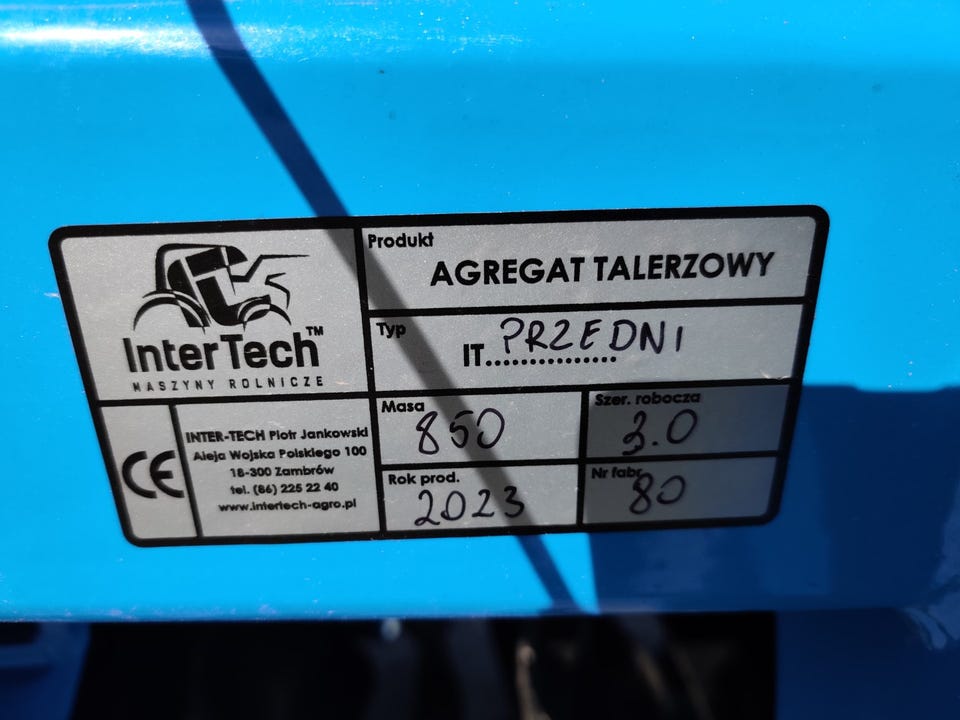 InterTech™
MASZYNY ROLNICZE
Produkt
AGREGAT TALERZOWY
Typ
IT............... PRZEDNI
CE
INTER-TECH Piotr Jankowski
Aleja Wojska Polskiego 100
18-300 Zambrów
tel. (86) 225 22 40
www.intertech-agro.pl
Masa
850
Szer. robocza
3.0
Rok prod.
2023
Nr fabr.
80